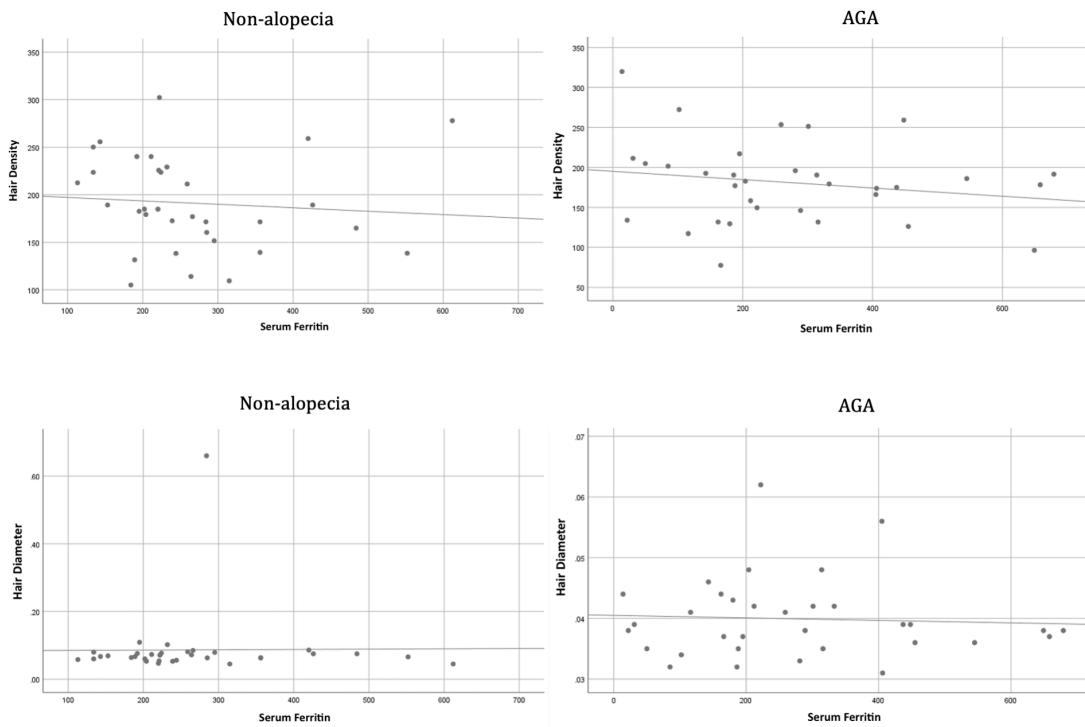 Non-alopecia
350
300
250
200
150
100
Hair Density
100 200 300 400 500 600 700
Serum Ferritin
AGA
350
300
250
200
150
100
50
Hair Density
0 200 400 600
Serum Ferritin
Non-alopecia
.60
.40
.20
.00
Hair Diameter
100 200 300 400 500 600 700
Serum Ferritin
AGA
.07
.06
.05
.04
.03
Hair Diameter
0 200 400 600
Serum Ferritin